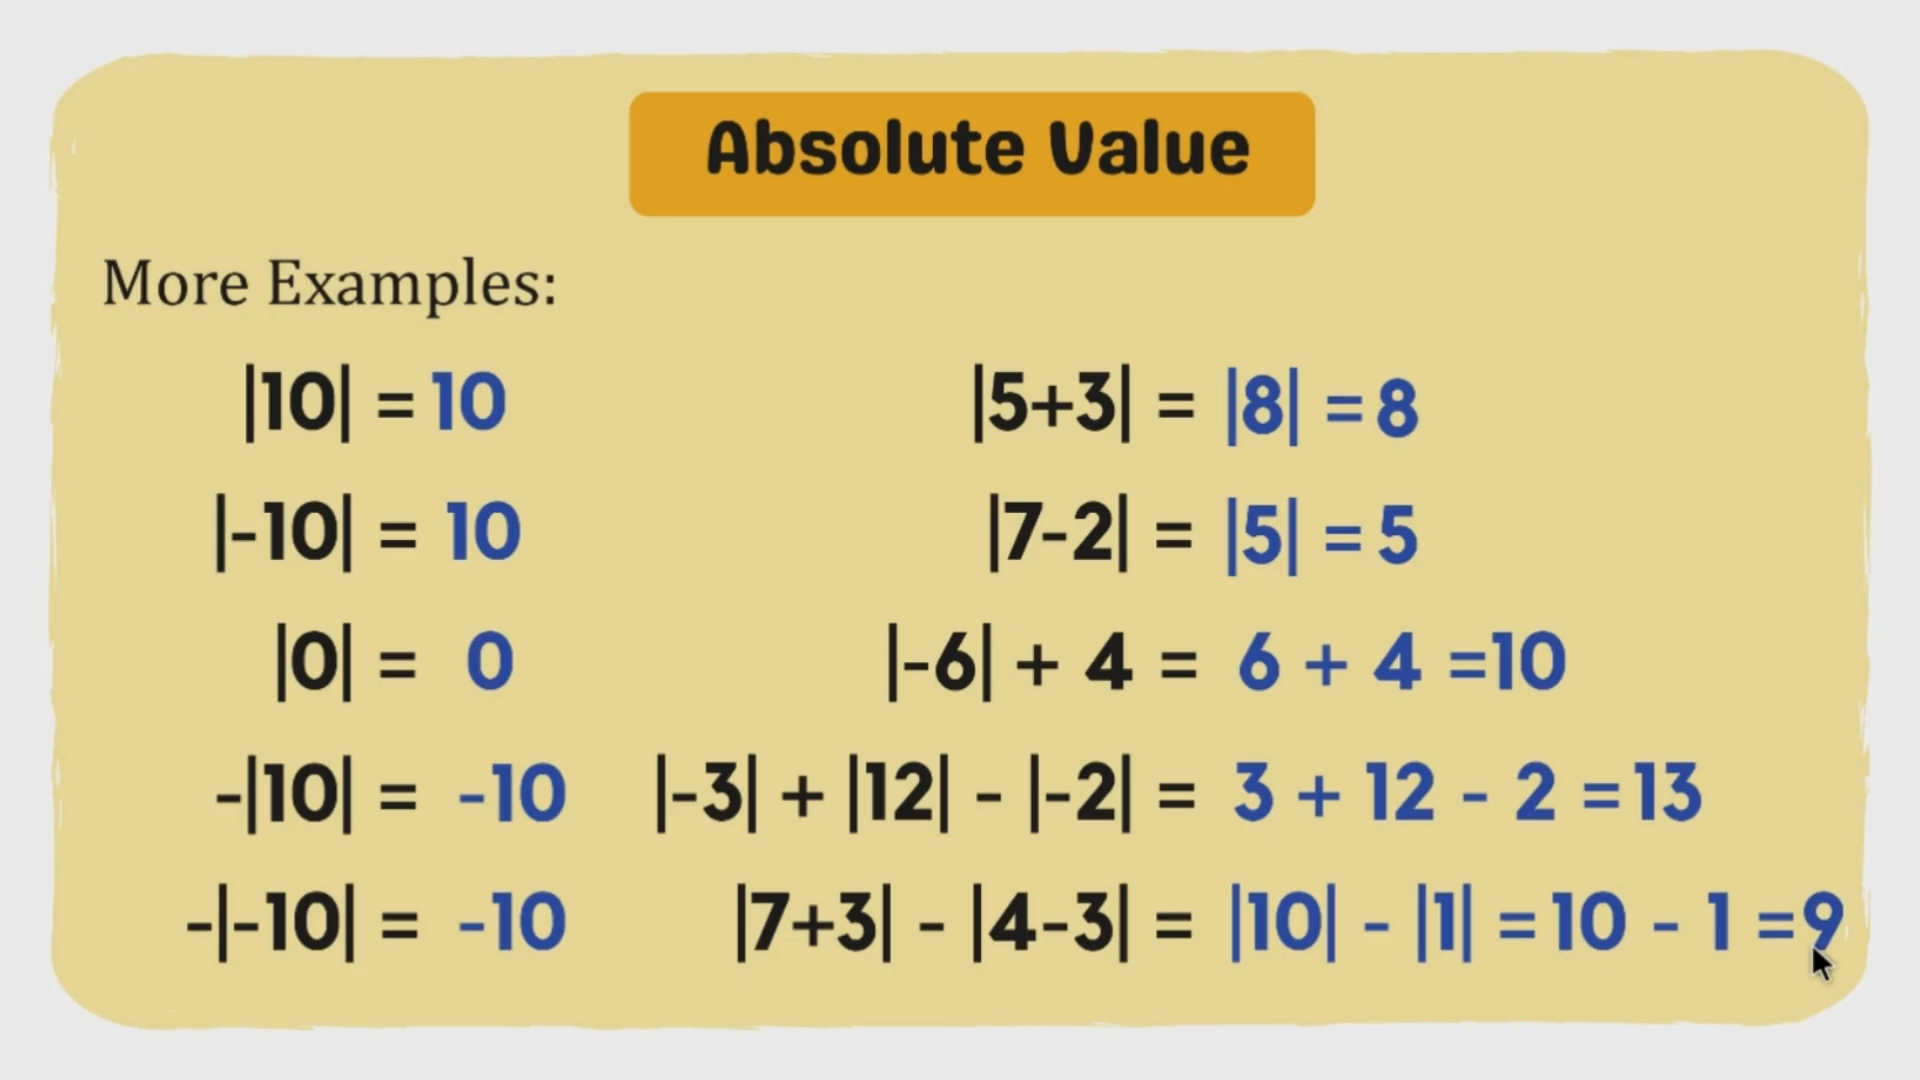 Absolute Value
More Examples:
|10| = 10
|-10| = 10
|0| = 0
-|10| = -10
-|-10| = -10
|5+3| = |8| = 8
|7-2| = |5| = 5
|-6| + 4 = 6 + 4 =10
|-3| + |12| - |-2| = 3 + 12 - 2 =13
|7+3| - |4-3| = |10| - |1| =10 - 1 =9